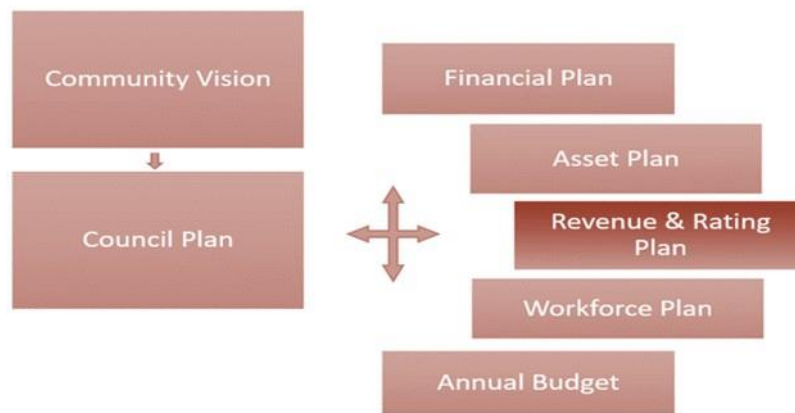 Community Vision
Council Plan
Financial Plan
Asset Plan
Revenue & Rating
Plan
Workforce Plan
Annual Budget